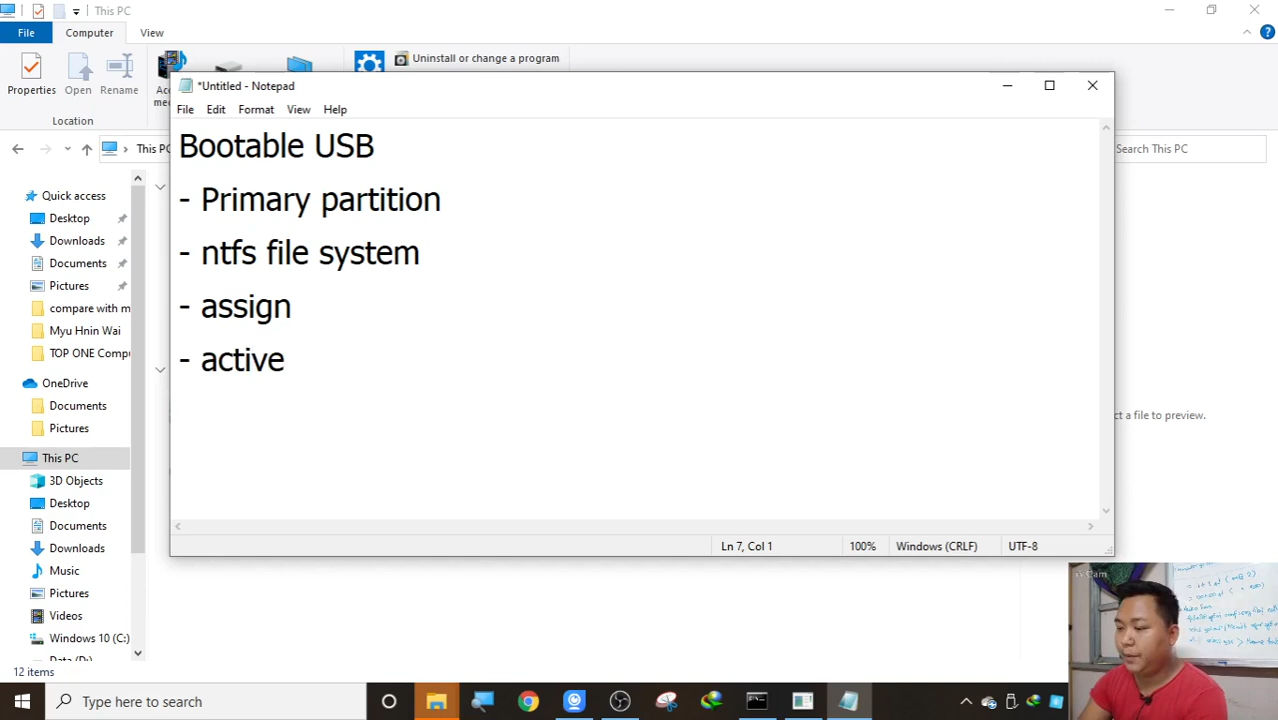 This PC
File
Computer
View
Properties
Open
Rename
Location
Uninstall or change a program
*Untitled - Notepad
File Edit Format View Help
Bootable USB
- Primary partition
- ntfs file system
- assign
- active
Ln 7, Col 1
100%
Windows (CRLF)
UTF-8
Search This PC
Quick access
Desktop
Downloads
Documents
Pictures
compare with m
Myu Hnin Wai
TOP ONE Compu
OneDrive
Documents
Pictures
This PC
3D Objects
Desktop
Documents
Downloads
Music
Pictures
Videos
Windows 10 (C:)
Data (D:)
12 items
ct a file to preview.
Type here to search